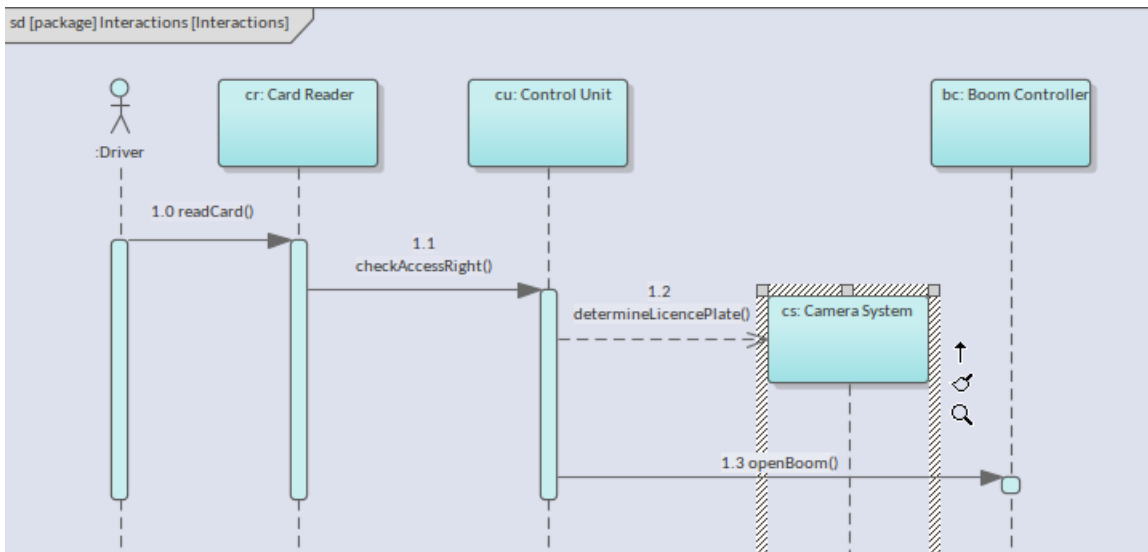 sd [package] Interactions [Interactions]
cr: Card Reader
cu: Control Unit
bc: Boom Controller
:Driver
1.0 readCard()
1.1
checkAccessRight()
1.2
determineLicencePlate()
cs: Camera System
1.3 openBoom()